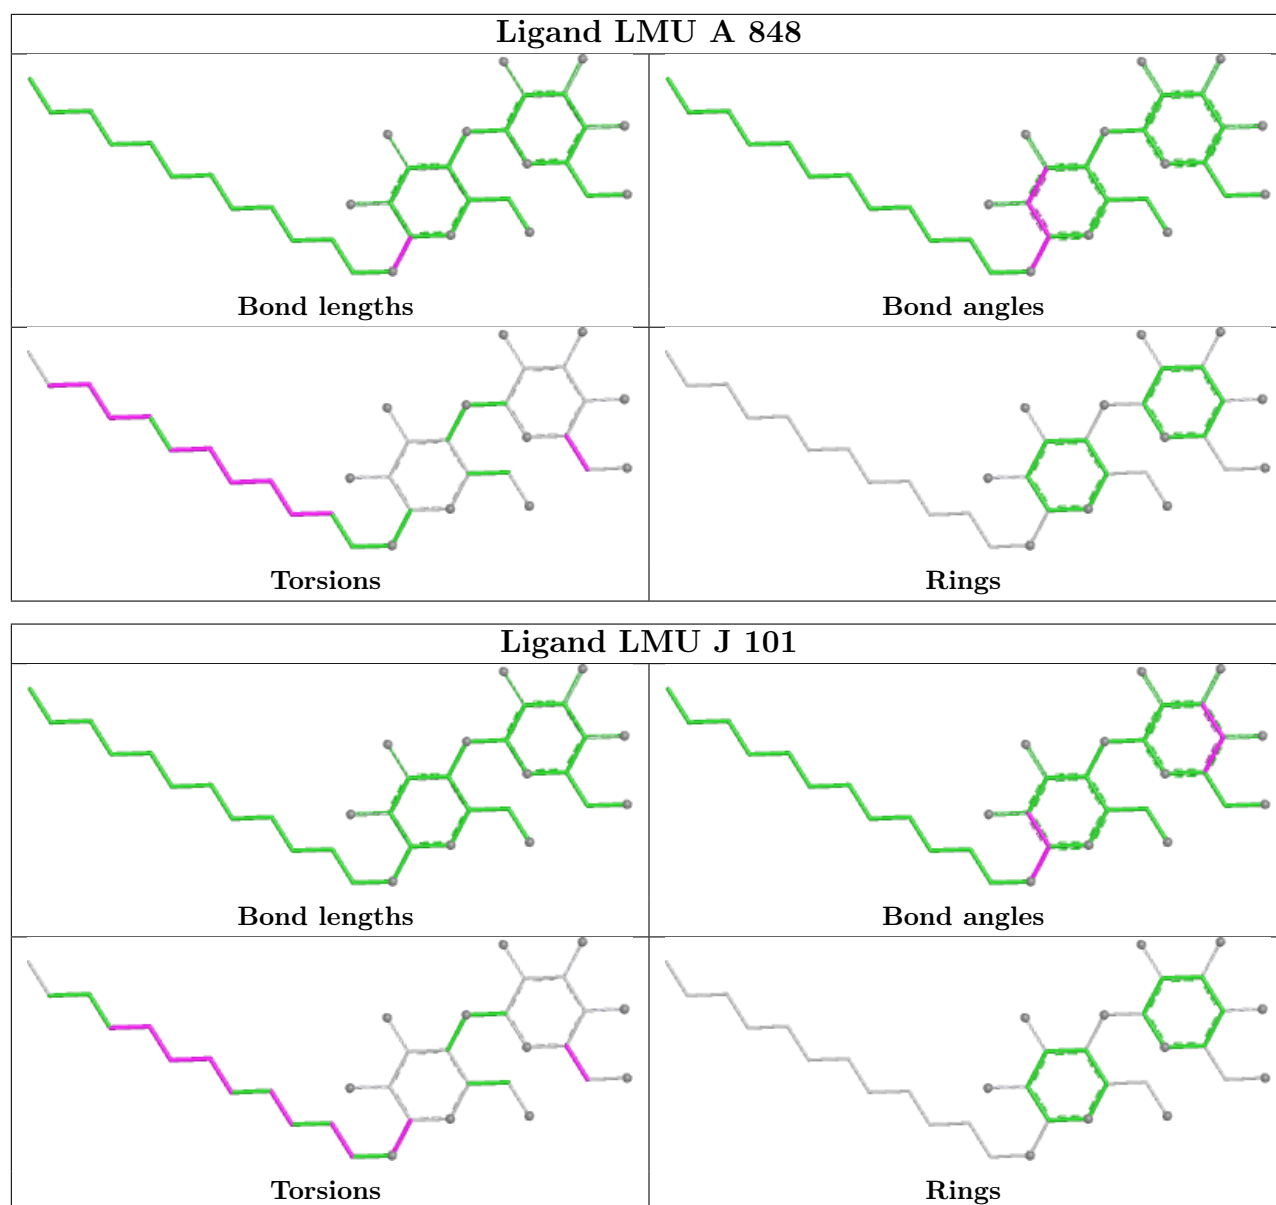 Ligand LMU A 848
Bond lengths
Bond angles
Torsions
Rings
Ligand LMU J 101
Bond lengths
Bond angles
Torsions
Rings